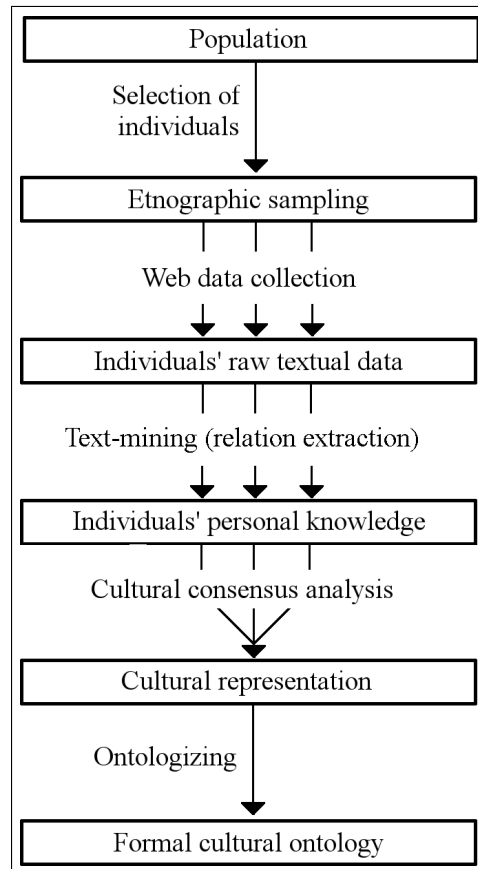 Population
Selection of
individuals
Etnographic sampling
Web data collection
Individuals' raw textual data
Text-mining (relation extraction)
Individuals' personal knowledge
Cultural consensus analysis
Cultural representation
Ontologizing
Formal cultural ontology